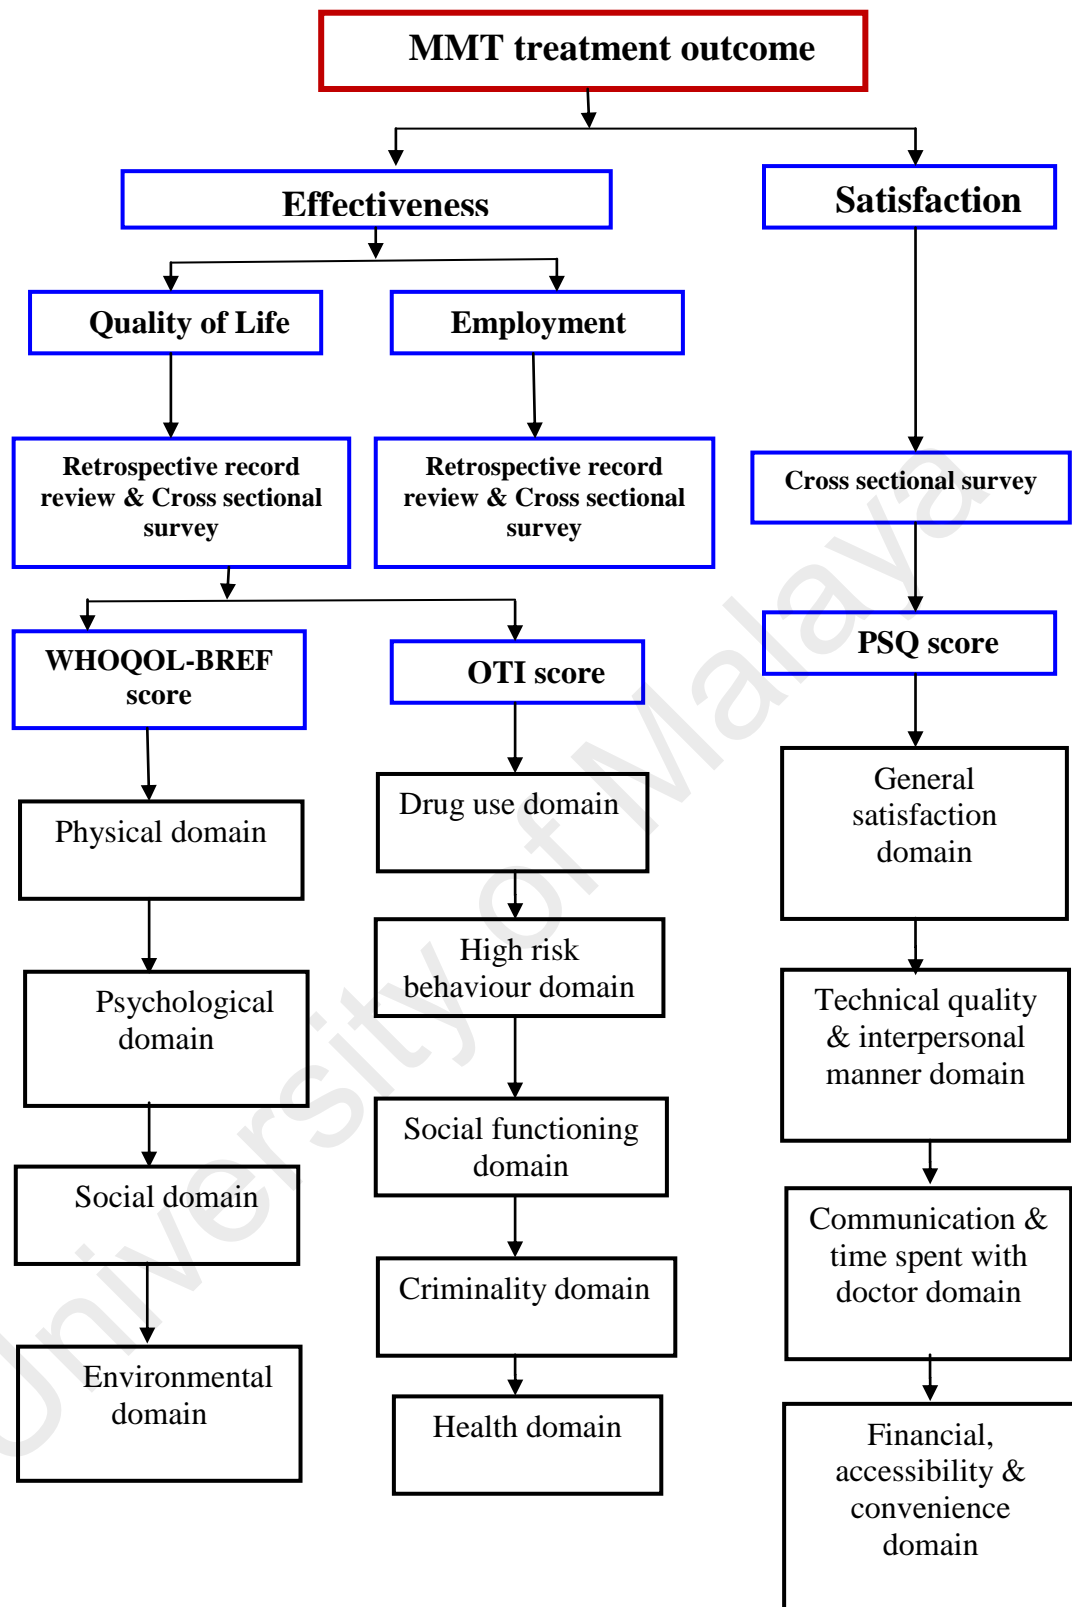 MMT treatment outcome
Effectiveness
Satisfaction
Quality of Life
Employment
Retrospective record
review & Cross sectional
survey
Retrospective record
review & Cross sectional
survey
Cross sectional survey
WHOQOL-BREF
score
OTI score
PSQ score
Physical domain
Psychological
domain
Social domain
Environmental
domain
Drug use domain
High risk
behaviour domain
Social functioning
domain
Criminality domain
Health domain
General
satisfaction
domain
Technical quality
& interpersonal
manner domain
Communication &
time spent with
doctor domain
Financial,
accessibility &
convenience
domain
University of Malaya